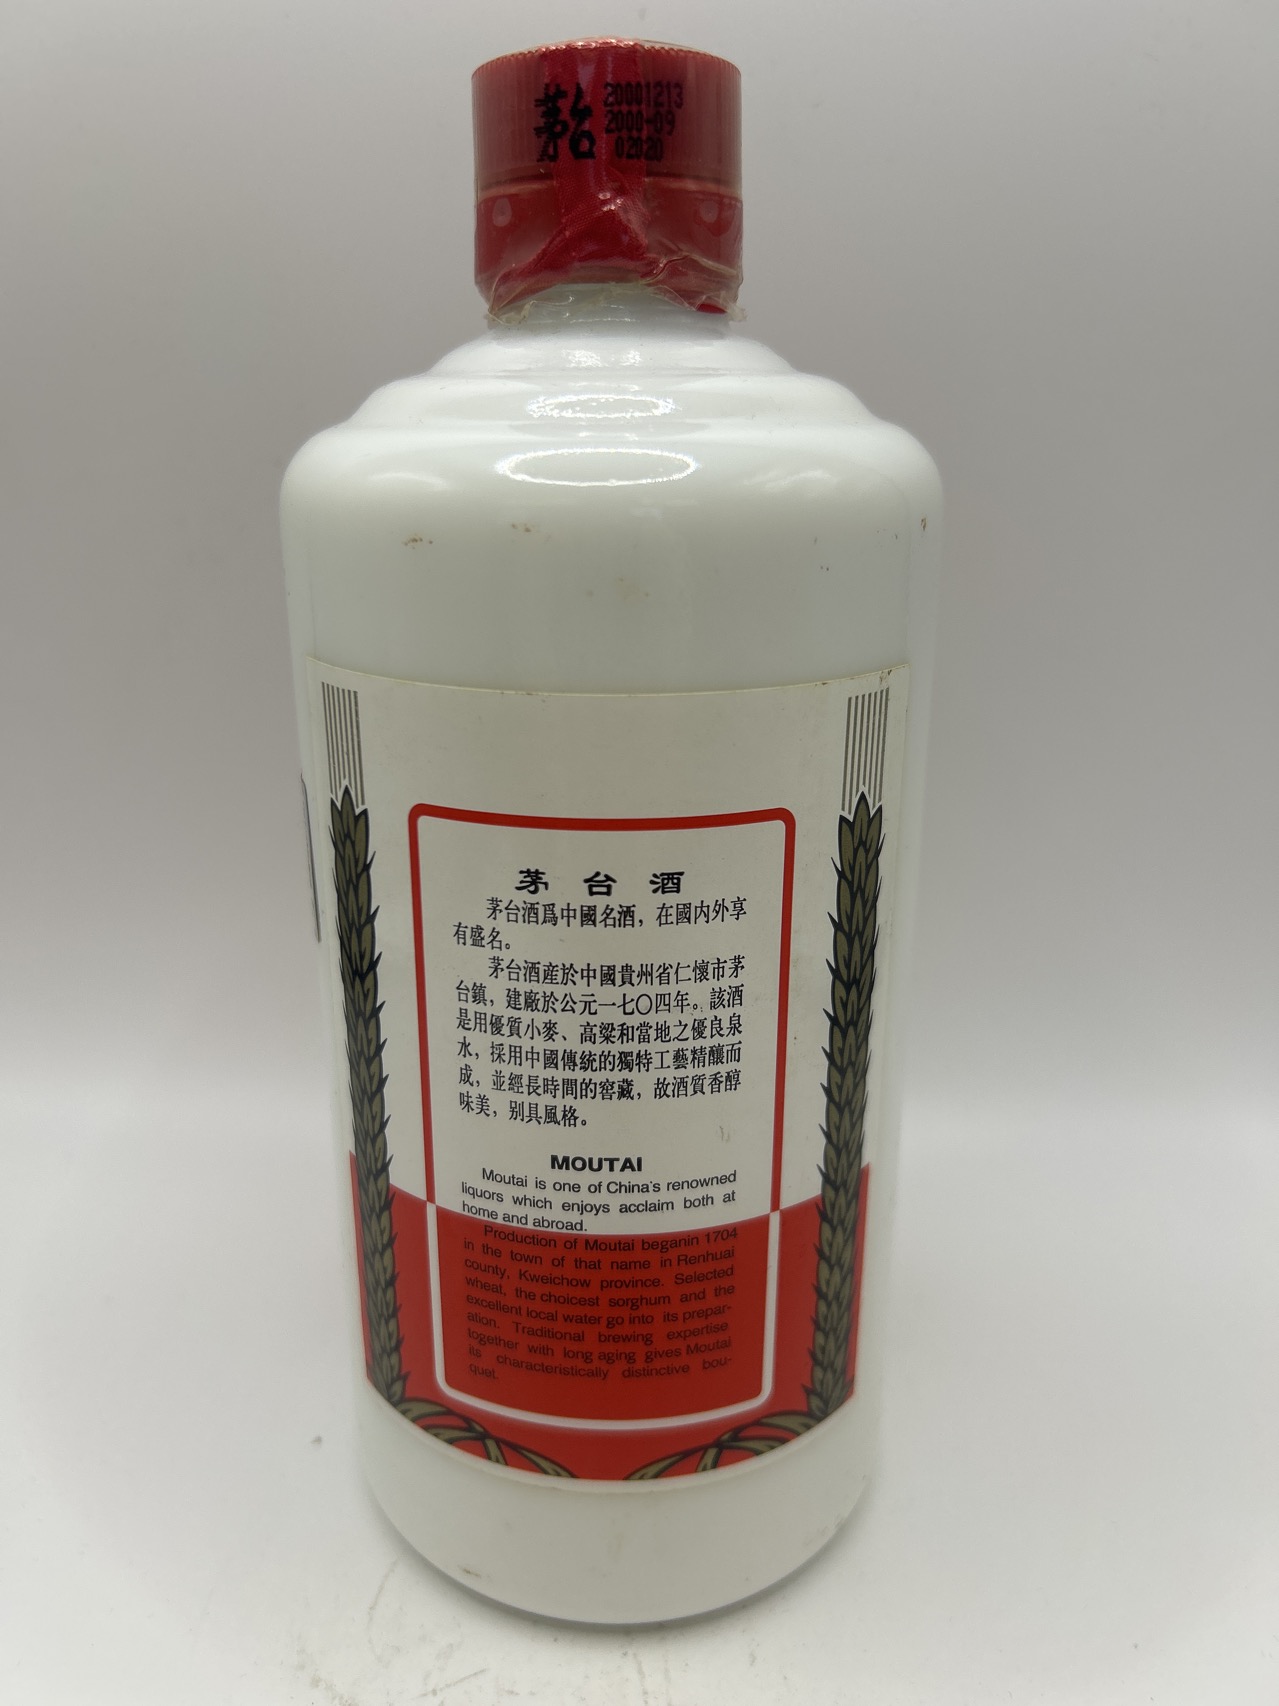 茅台
20001213
2000-09
02020
茅台酒
茅台酒爲中國名酒，在國内外享
有盛名。
茅台酒産於中國貴州省仁懷市茅
台鎮，建廠於公元一七〇四年。該酒
是用優質小麥、高粱和當地之優良泉
水，採用中國傳統的獨特工藝精釀而
成，並經長時間的窖藏，故酒質香醇
味美，别具風格。
MOUTAI
Moutai is one of China's renowned
liquors which enjoys acclaim both at
home and abroad.
Production of Moutai beganin 1704
in the town of that name in Renhuai
county, Kweichow province. Selected
wheat, the choicest sorghum and the
excellent local water go into its prepar-
ation. Traditional brewing expertise
together with long aging gives Moutai
its characteristically distinctive bou-
quet.